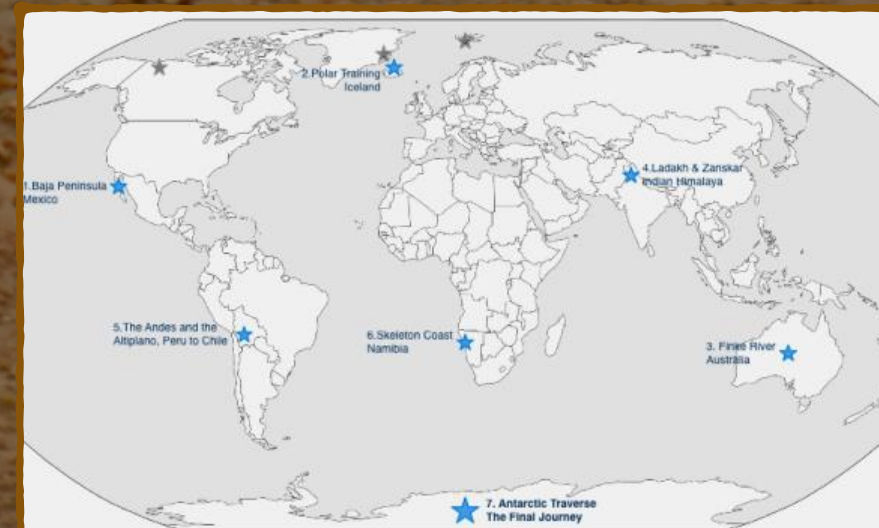 2.Polar Training
Iceland
1.Baja Peninsula
Mexico
4.Ladakh & Zanskar
Indian Himalaya
5.The Andes and the
Altiplano, Peru to Chile
6.Skeleton Coast
Namibia
3. Finke River
Australia
7. Antarctic Traverse
The Final Journey